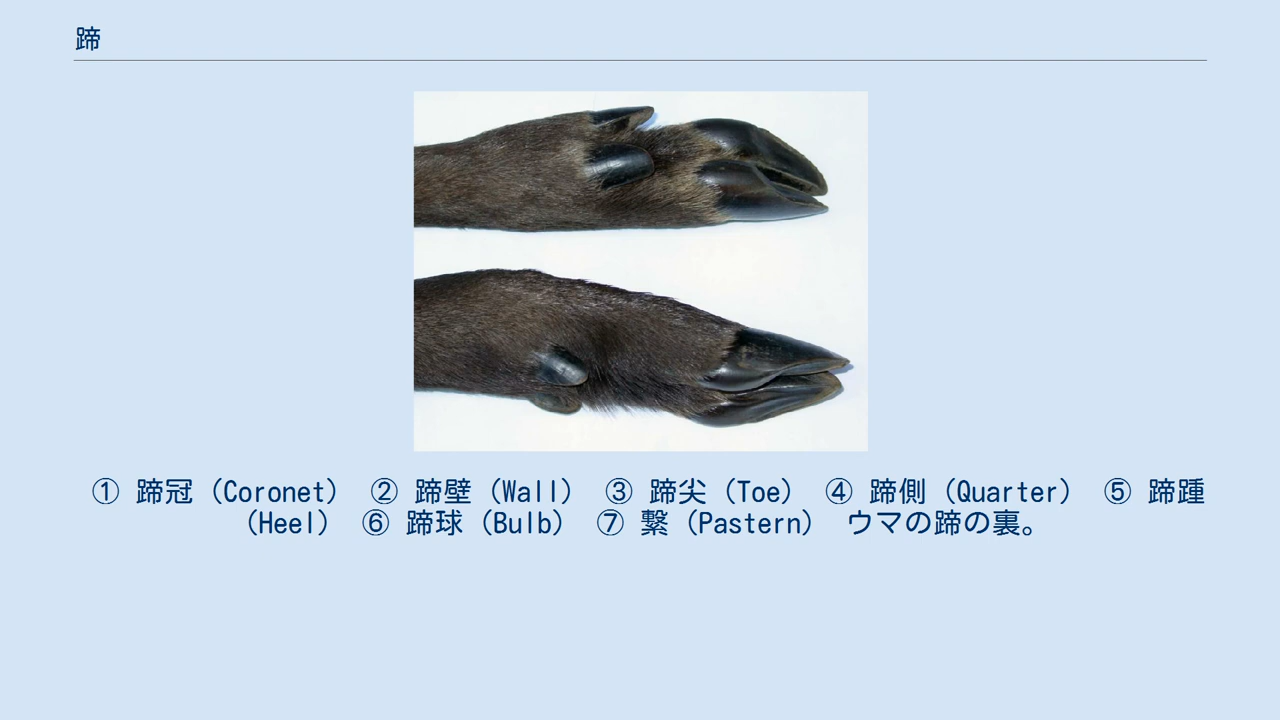 蹄
① 蹄冠（Coronet） ② 蹄壁（Wall） ③ 蹄尖（Toe） ④ 蹄側（Quarter） ⑤ 蹄踵
（Heel） ⑥ 蹄球（Bulb） ⑦ 繋（Pastern） ウマの蹄の裏。